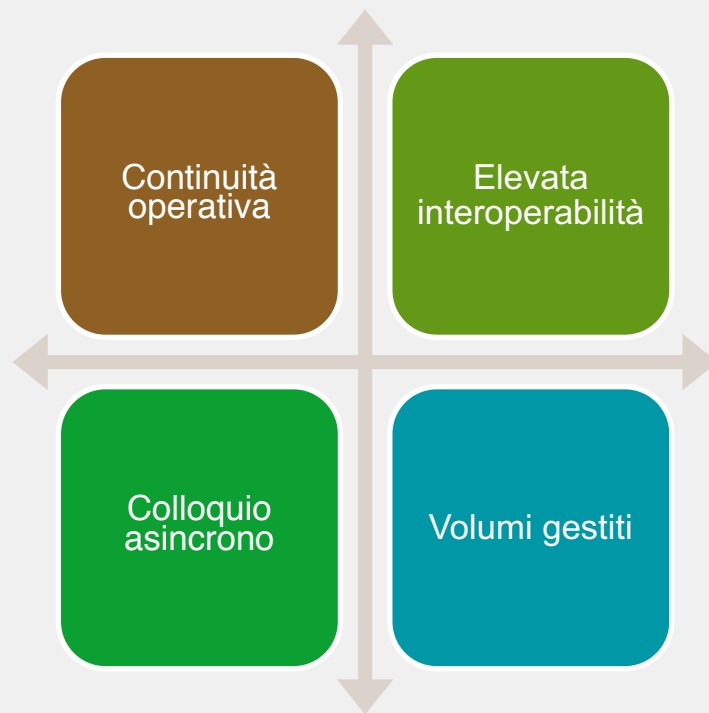 Continuità
operativa
Elevata
interoperabilità
Colloquio
asincrono
Volumi gestiti